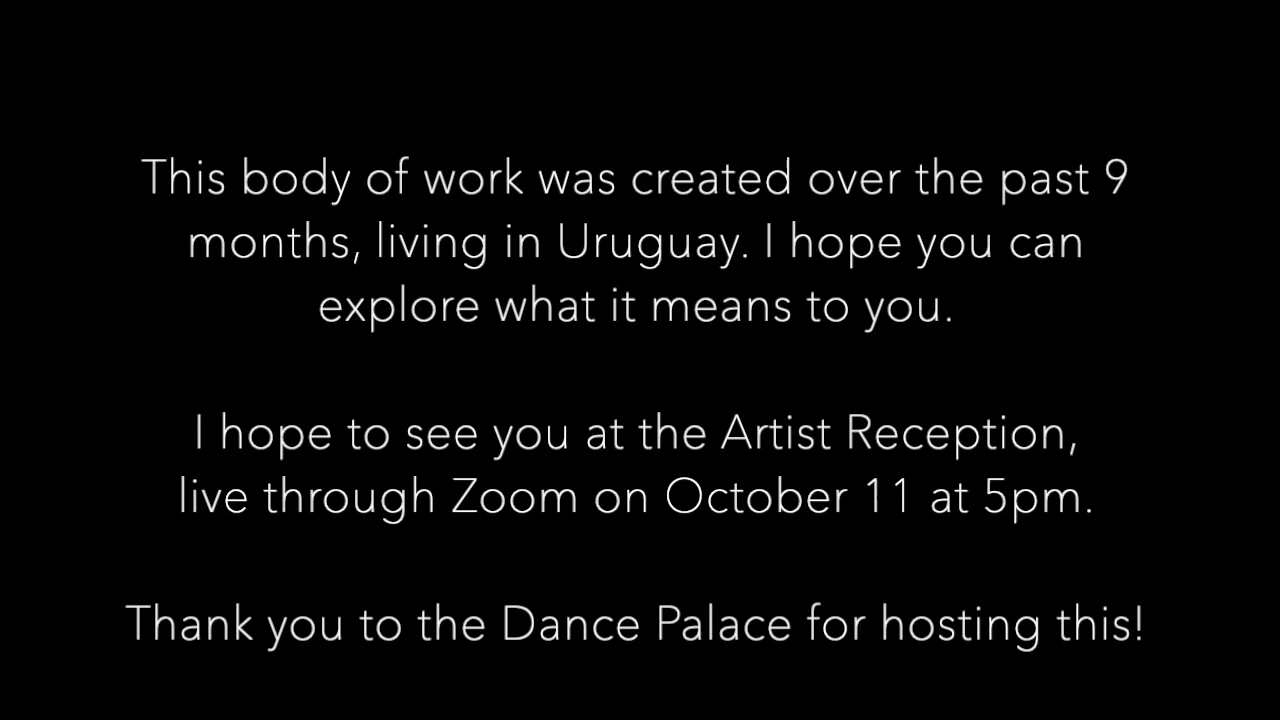 This body of work was created over the past 9
months, living in Uruguay. I hope you can
explore what it means to you.
I hope to see you at the Artist Reception,
live through Zoom on October 11 at 5pm.
Thank you to the Dance Palace for hosting this!